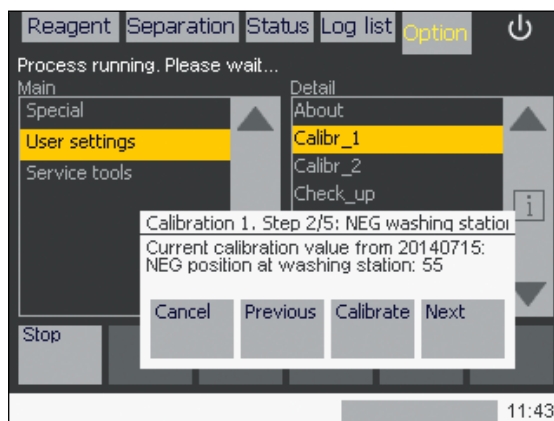 Reagent Separation Status Log list Option
Process running. Please wait...
Main Detail
Special About
User settings Calibr_1
Service tools Calibr_2
Check_up
i
Calibration 1. Step 2/5: NEG washing station
Current calibration value from 20140715:
NEG position at washing station: 55
Cancel Previous Calibrate Next
Stop
11:43